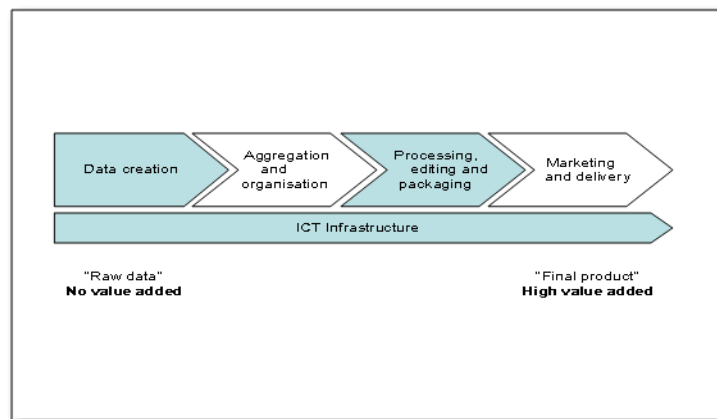 Data creation
Aggregation
and
organisation
Processing,
editing and
packaging
Marketing
and delivery
ICT Infrastructure
"Raw data"
No value added
"Final product"
High value added